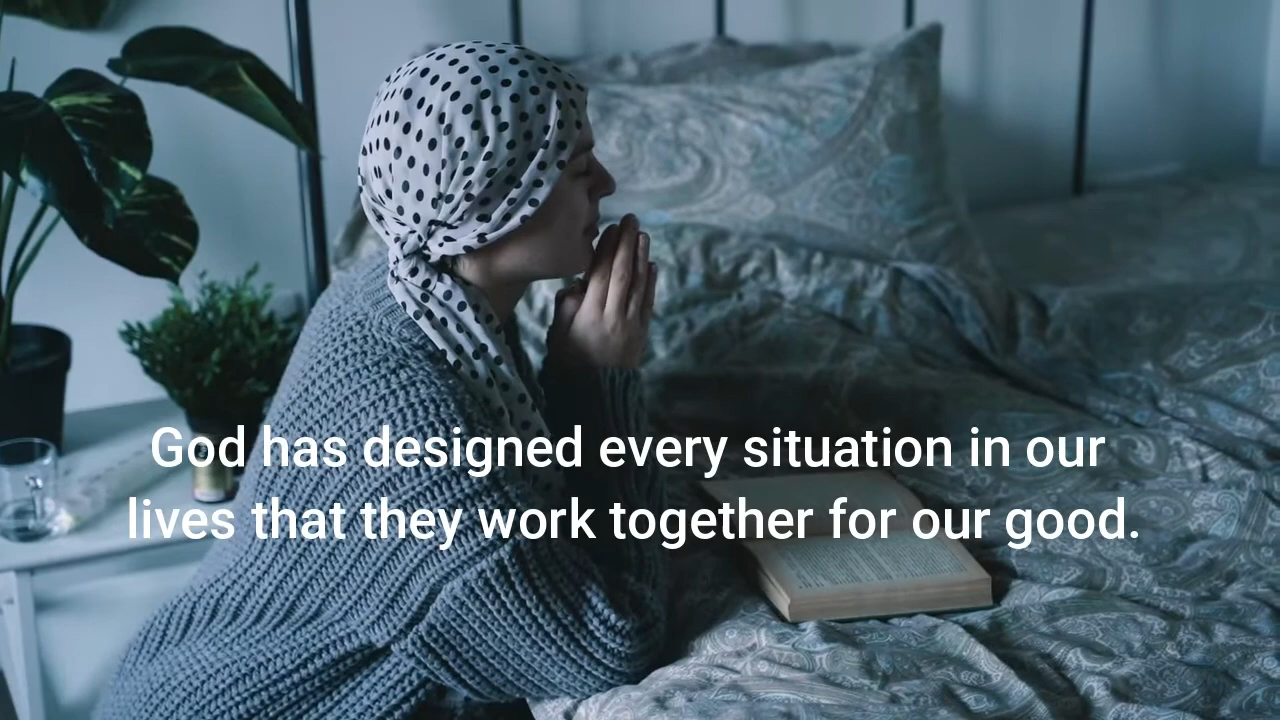 God has designed every situation in our
lives that they work together for our good.